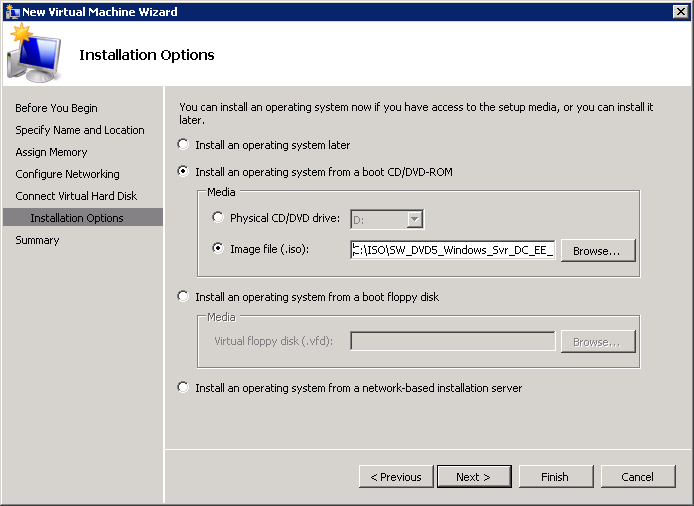 New Virtual Machine Wizard
Installation Options
Before You Begin
Specify Name and Location
Assign Memory
Configure Networking
Connect Virtual Hard Disk
Installation Options
Summary
You can install an operating system now if you have access to the setup media, or you can install it
later.
Install an operating system later
Install an operating system from a boot CD/DVD-ROM
Media
Physical CD/DVD drive:
D:
Image file (.iso):
C:\ISO\SW_DVD5_Windows_Svr_DC_EE_
Browse...
Install an operating system from a boot floppy disk
Media
Virtual floppy disk (.vfd):
Browse...
Install an operating system from a network-based installation server
< Previous
Next >
Finish
Cancel